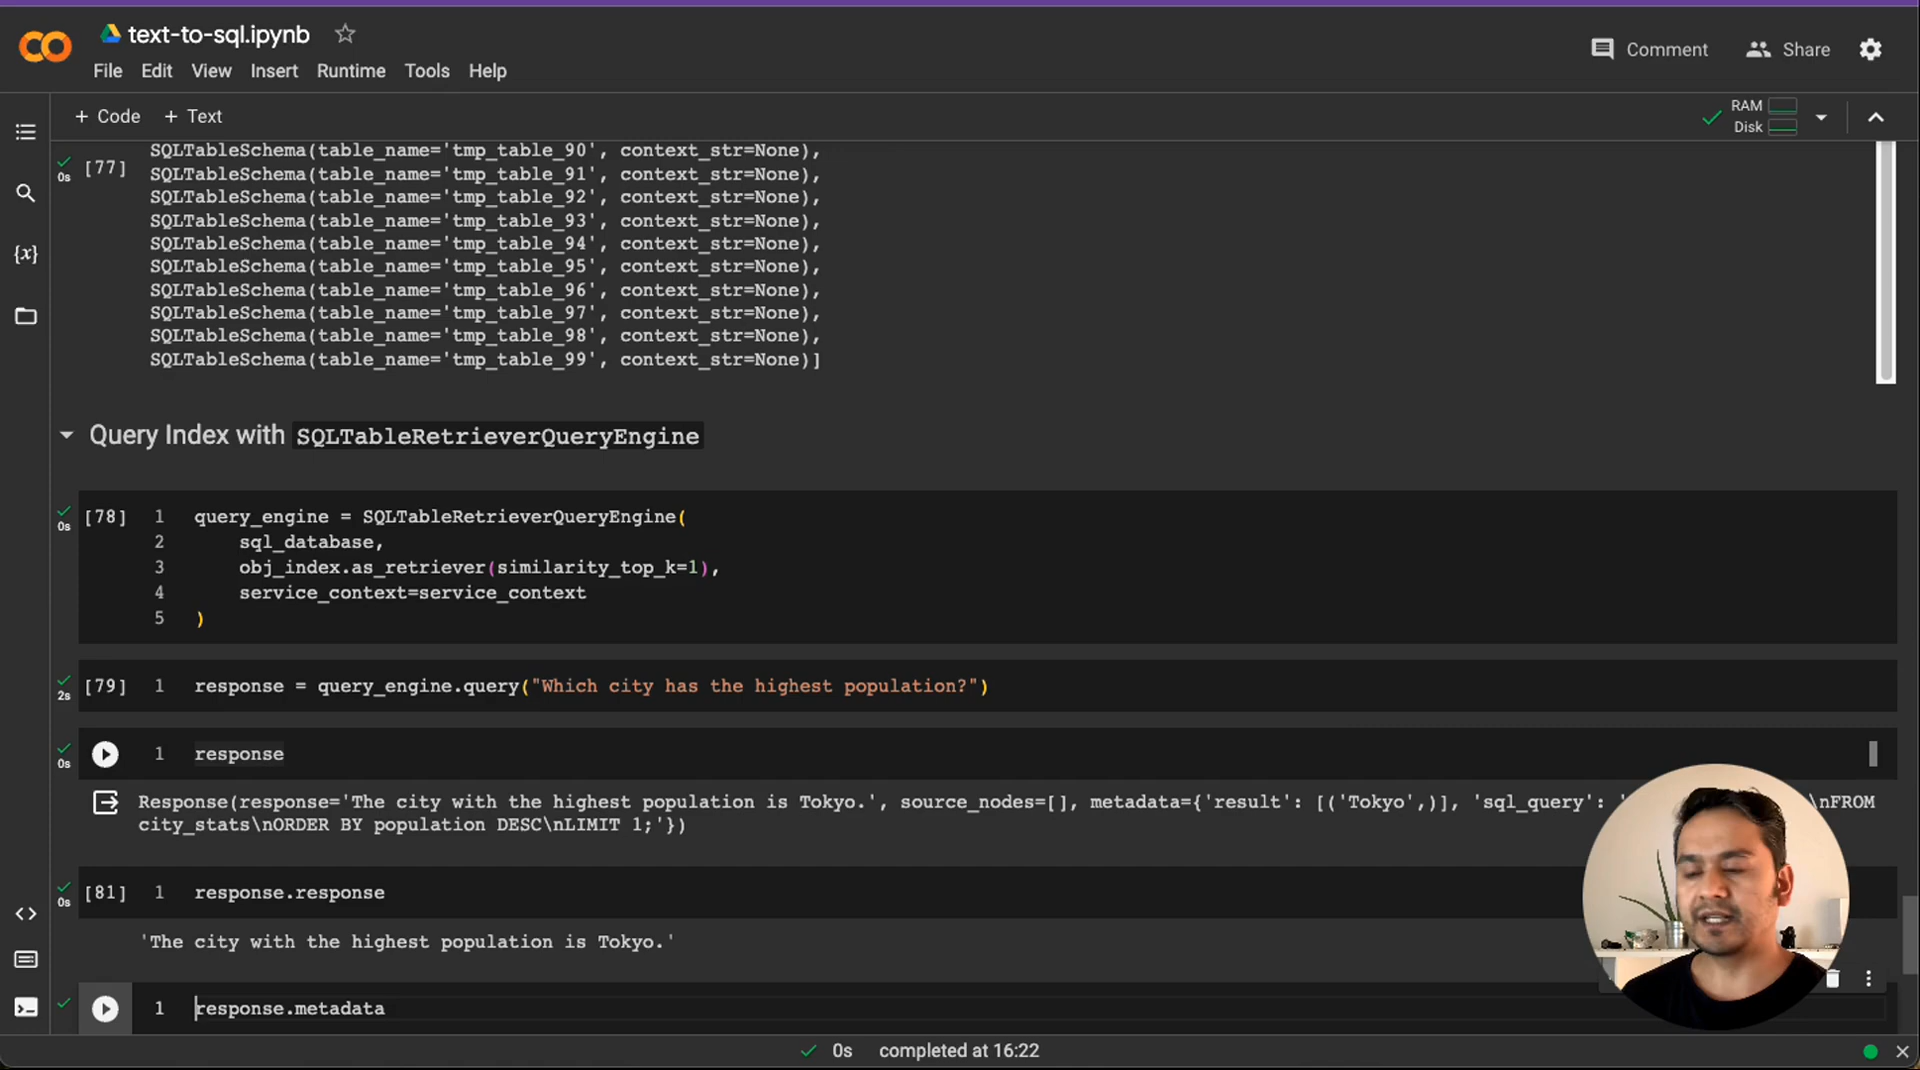 text-to-sql.ipynb
Comment
Share
File Edit View Insert Runtime Tools Help
+ Code + Text
RAM
Disk
[77]
0s
SQLTableSchema(table_name='tmp_table_90', context_str=None),
SQLTableSchema(table_name='tmp_table_91', context_str=None),
SQLTableSchema(table_name='tmp_table_92', context_str=None),
SQLTableSchema(table_name='tmp_table_93', context_str=None),
SQLTableSchema(table_name='tmp_table_94', context_str=None),
SQLTableSchema(table_name='tmp_table_95', context_str=None),
SQLTableSchema(table_name='tmp_table_96', context_str=None),
SQLTableSchema(table_name='tmp_table_97', context_str=None),
SQLTableSchema(table_name='tmp_table_98', context_str=None),
SQLTableSchema(table_name='tmp_table_99', context_str=None)]
Query Index with SQLTableRetrieverQueryEngine
[78] 1 query_engine = SQLTableRetrieverQueryEngine(
0s
2 sql_database,
3 obj_index.as_retriever(similarity_top_k=1),
4 service_context=service_context
5 )
[79] 1 response = query_engine.query("Which city has the highest population?")
2s
1 response
0s
Response(response='The city with the highest population is Tokyo.', source_nodes=[], metadata={'result': [('Tokyo',)], 'sql_query': ' \nFROM
city_stats\nORDER BY population DESC\nLIMIT 1;'})
[81] 1 response.response
0s
'The city with the highest population is Tokyo.'
1 response.metadata
0s completed at 16:22